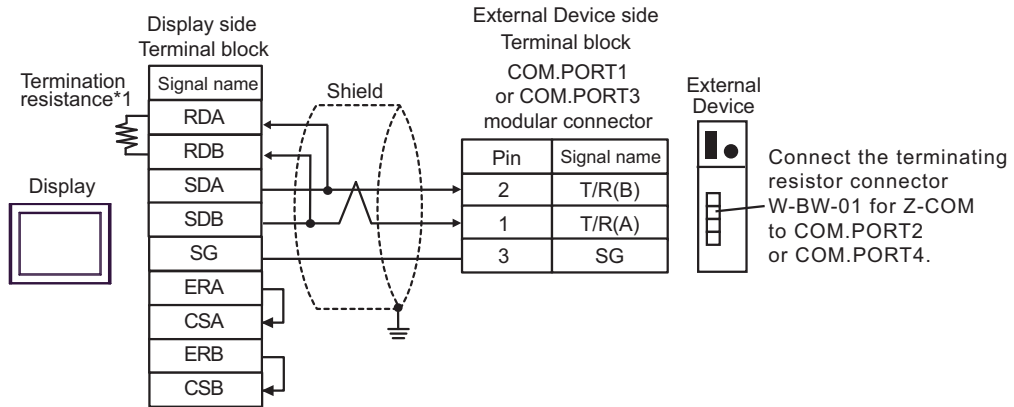 Display side
Terminal block
Termination
resistance*1
Display
Signal name
RDA
RDB
SDA
SDB
SG
ERA
CSA
ERB
CSB
Shield
External Device side
Terminal block
COM.PORT1
or COM.PORT3
modular connector
Pin Signal name
2 T/R(B)
1 T/R(A)
3 SG
External
Device
Connect the terminating
resistor connector
W-BW-01 for Z-COM
to COM.PORT2
or COM.PORT4.